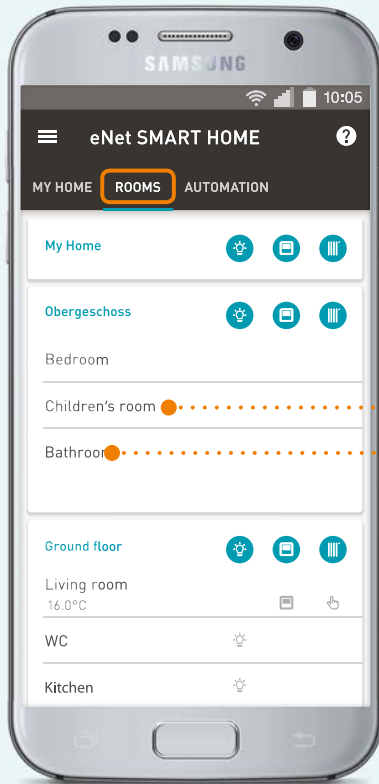 SAMSUNG
10:05
eNet SMART HOME ?
MY HOME ROOMS AUTOMATION
My Home
Obergeschoss
Bedroom
Children's room
Bathroom
Ground floor
Living room
16.0°C
WC
Kitchen